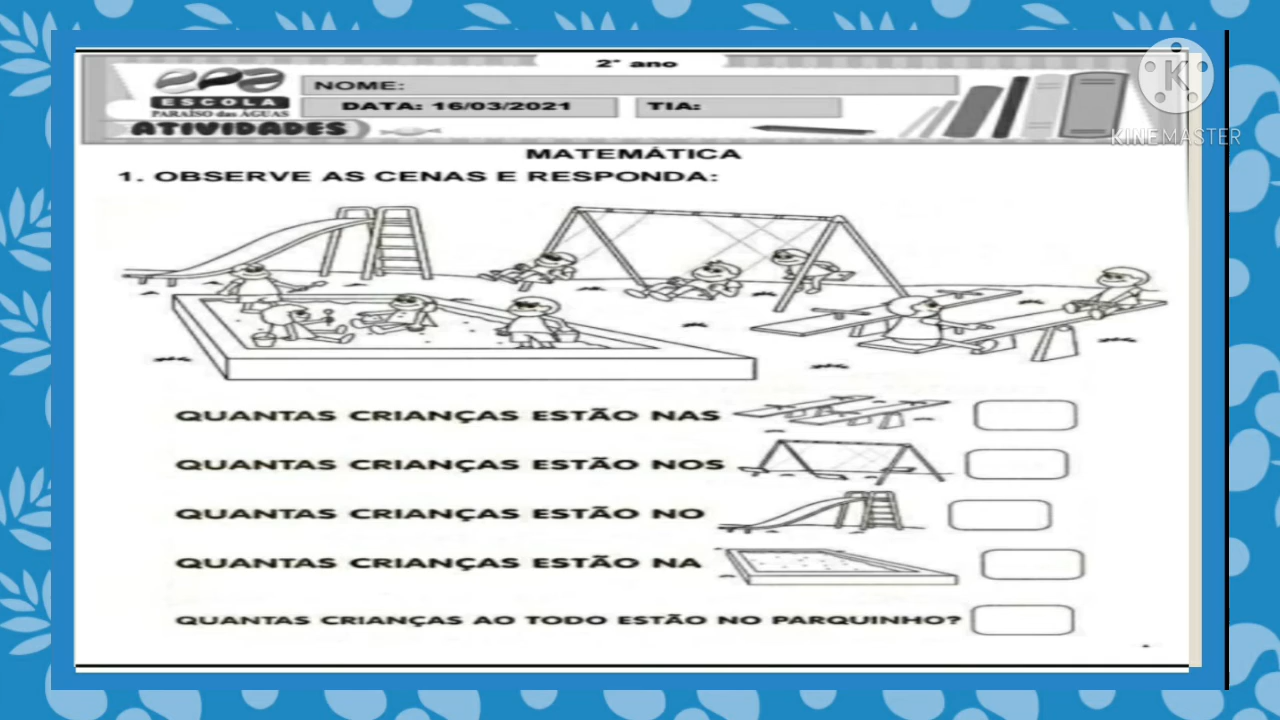 2° ano
NOME:
ESCOLA
PARAÍSO das ÁGUAS
DATA: 16/03/2021
TIA:
ATIVIDADES
K
KINEMASTER
MATEMÁTICA
1. OBSERVE AS CENAS E RESPONDA:
QUANTAS CRIANÇAS ESTÃO NAS
QUANTAS CRIANÇAS ESTÃO NOS
QUANTAS CRIANÇAS ESTÃO NO
QUANTAS CRIANÇAS ESTÃO NA
QUANTAS CRIANÇAS AO TODO ESTÃO NO PARQUINHO?